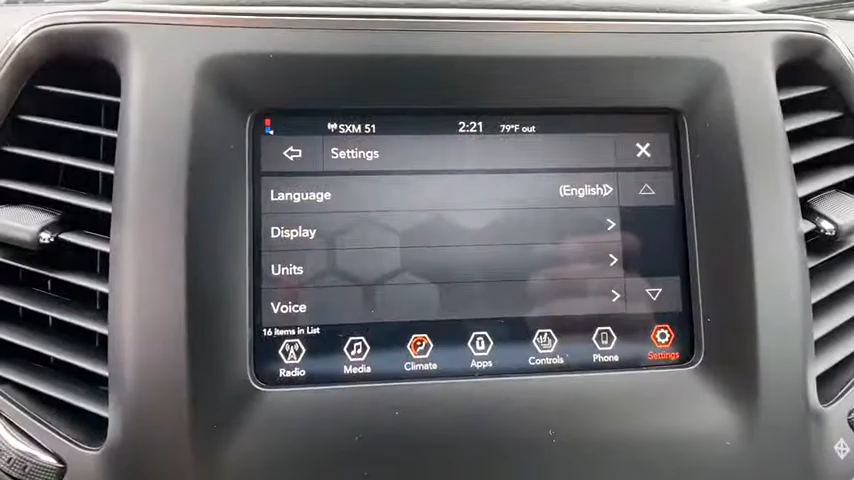 SXM 51 2:21 79°F out
Settings X
Language (English)
Display
Units
Voice
16 Items in List
Radio Media Climate Apps Controls Phone Settings